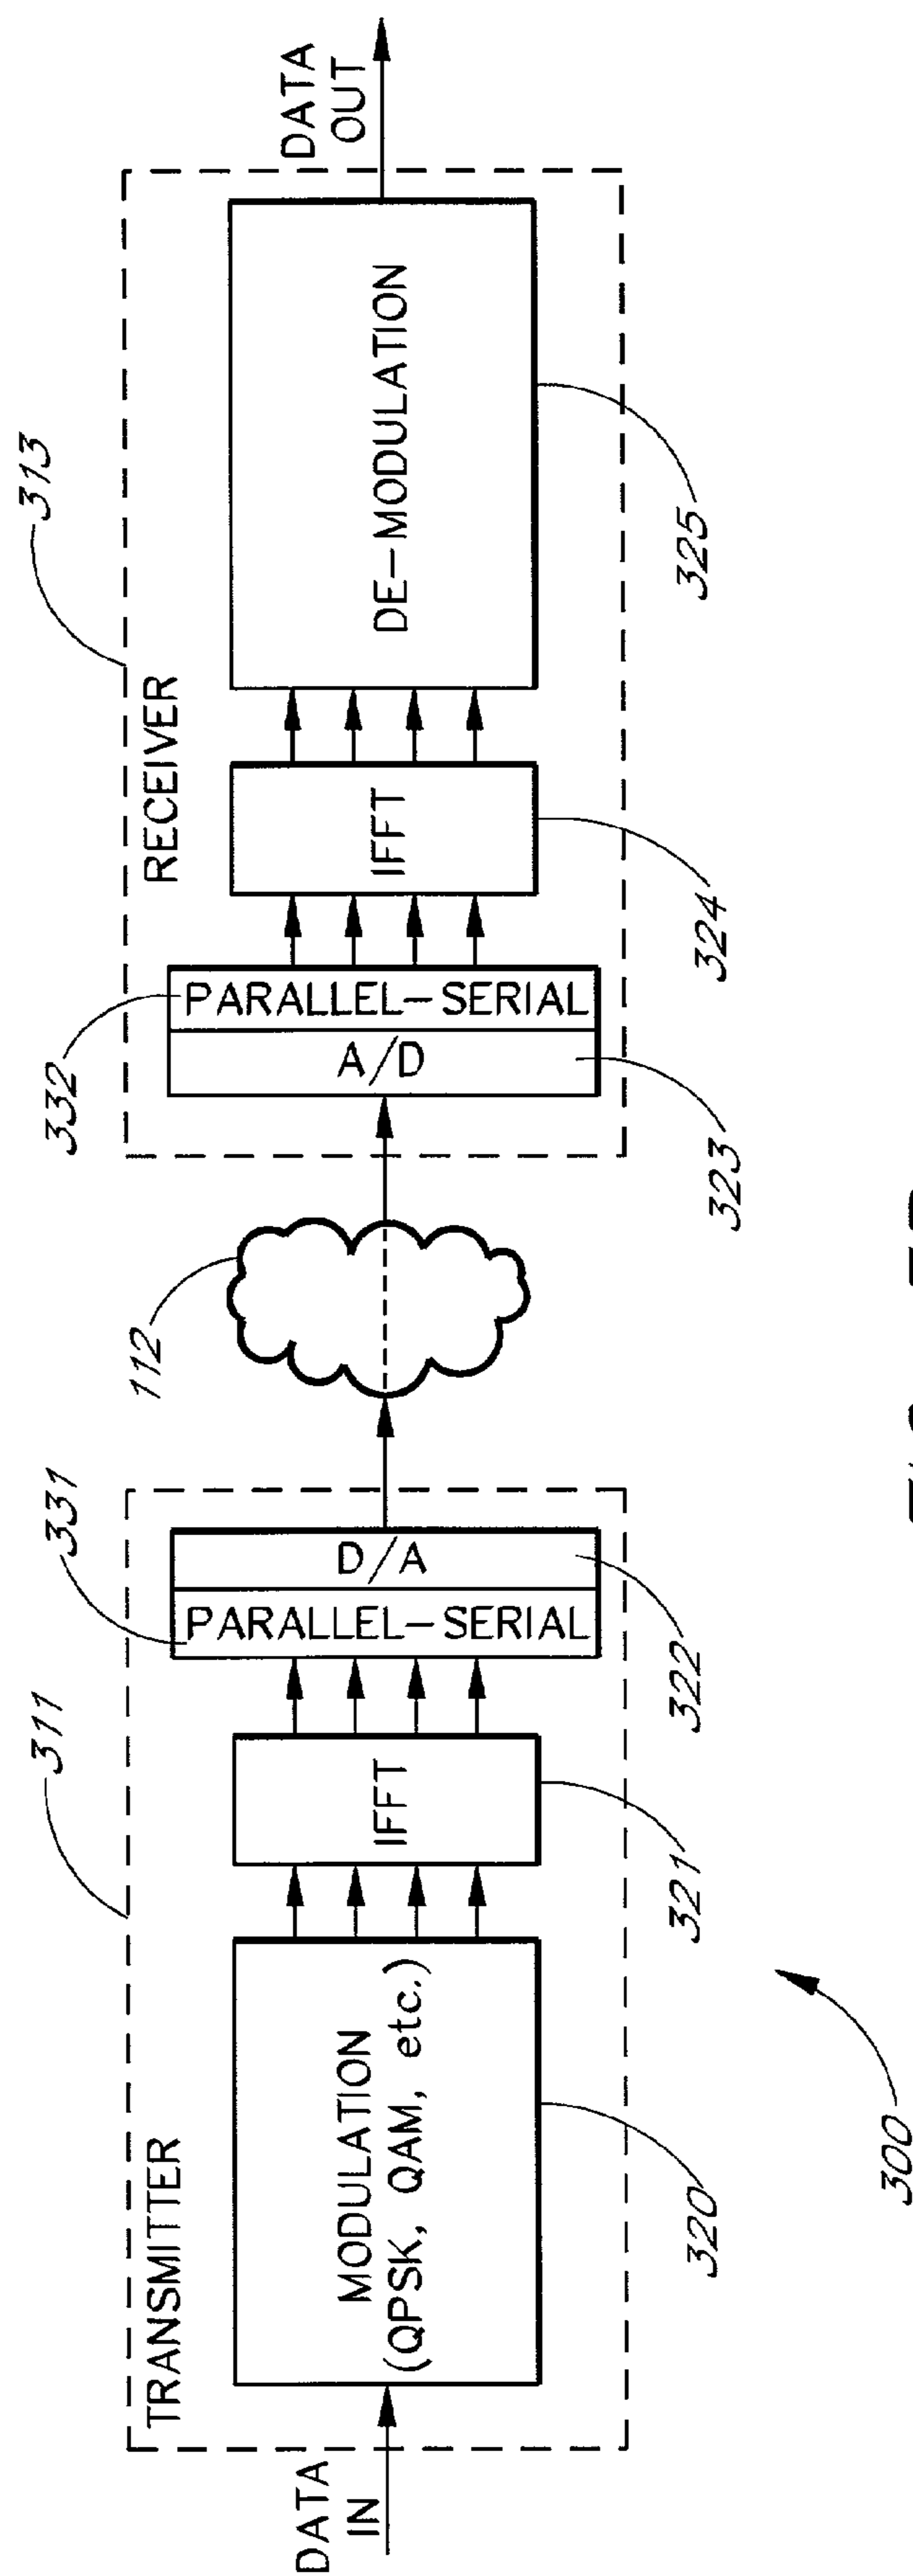 TRANSMITTER
311
331
DATA
IN
MODULATION
(QPSK, QAM, etc.)
IFFT
PARALLEL-SERIAL
D/A
320
321
322
112
RECEIVER
332
313
A/D
PARALLEL-SERIAL
IFFT
DE-MODULATION
DATA
OUT
323
324
325
300